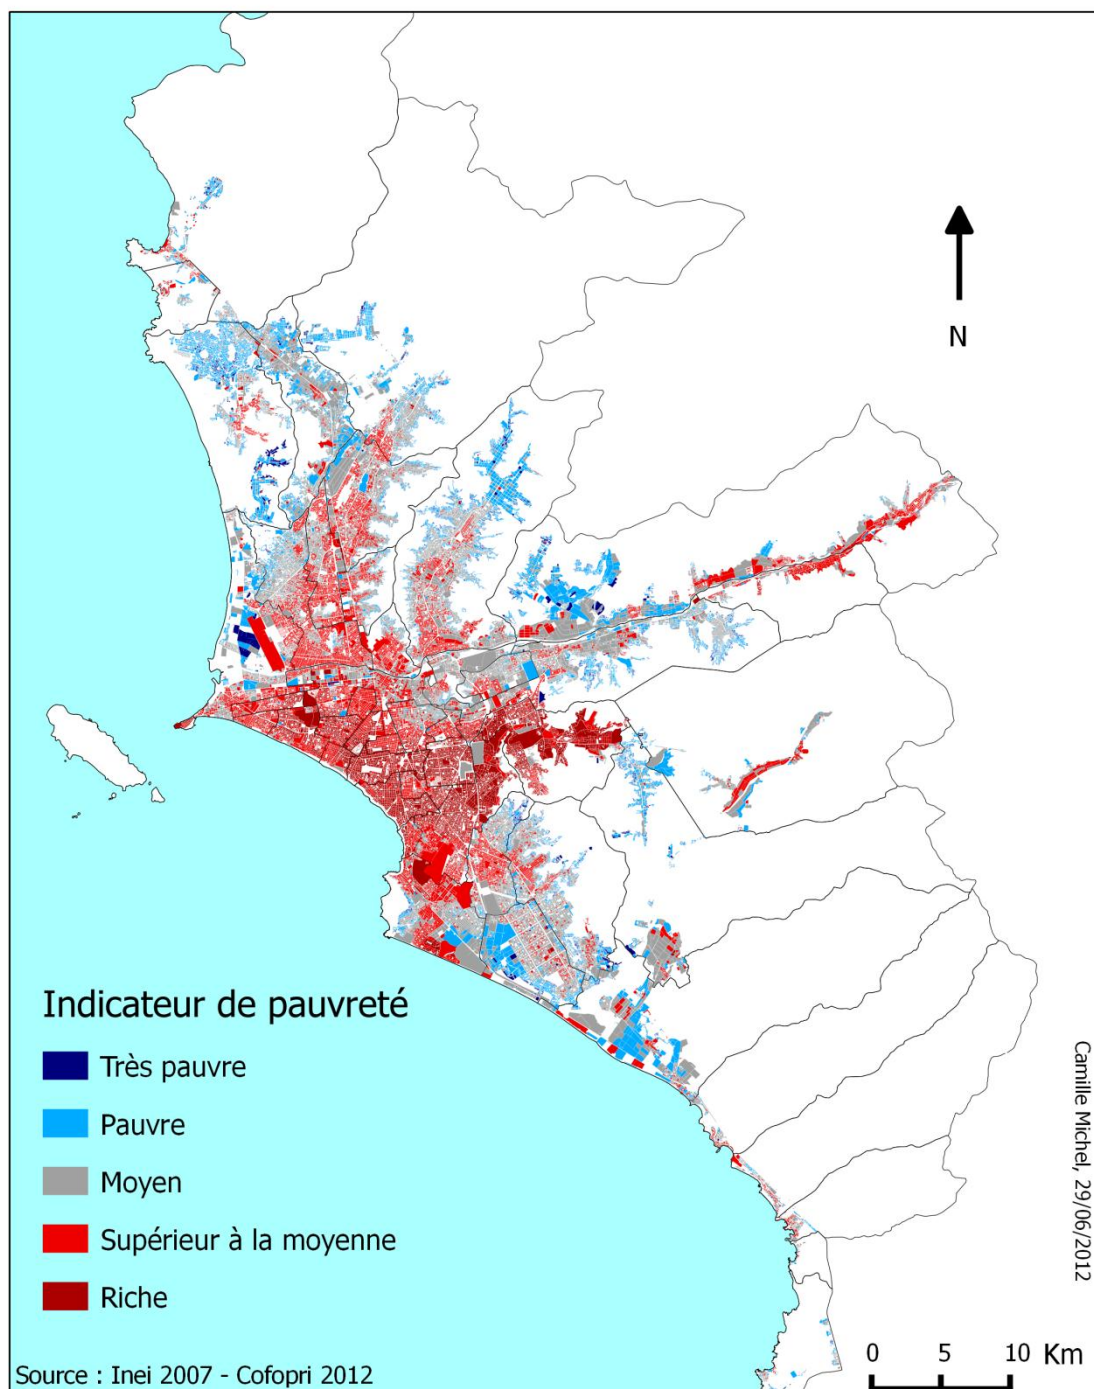 N
Indicateur de pauvreté
Très pauvre
Pauvre
Moyen
Supérieur à la moyenne
Riche
Camille Michel, 29/06/2012
0 5 10 Km
Source : Inei 2007 - Cofopri 2012